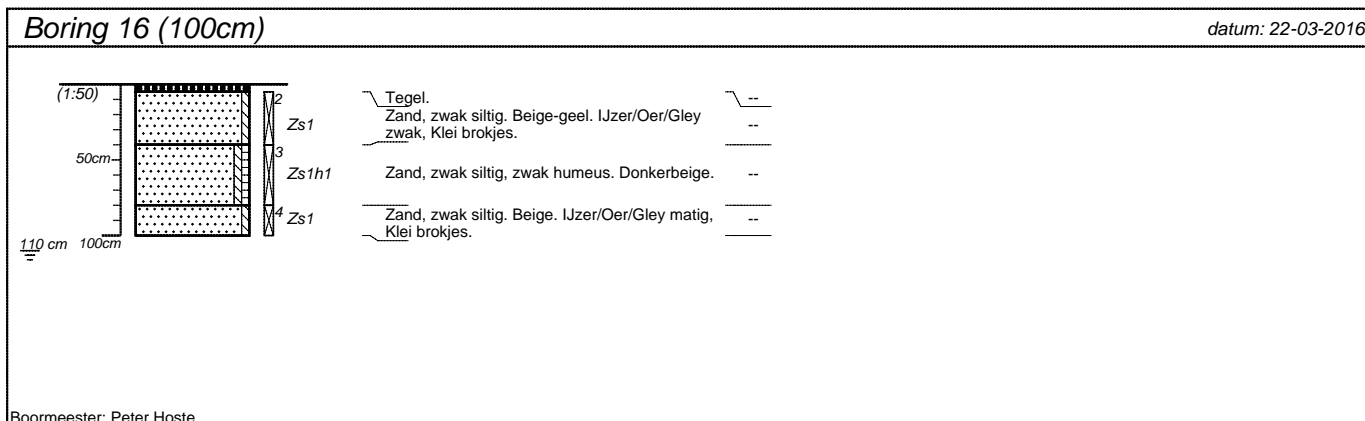 Boring 16 (100cm)
datum: 22-03-2016
(1:50)
2
Tegel.
--
Zs1
Zand, zwak siltig. Beige-geel. IJzer/Oer/Gley
zwak, Klei brokjes.
--
50cm
3
Zs1h1
Zand, zwak siltig, zwak humeus. Donkerbeige.
--
4
Zs1
Zand, zwak siltig. Beige. IJzer/Oer/Gley matig,
Klei brokjes.
--
110 cm
100cm
Boormeester: Peter Hoste